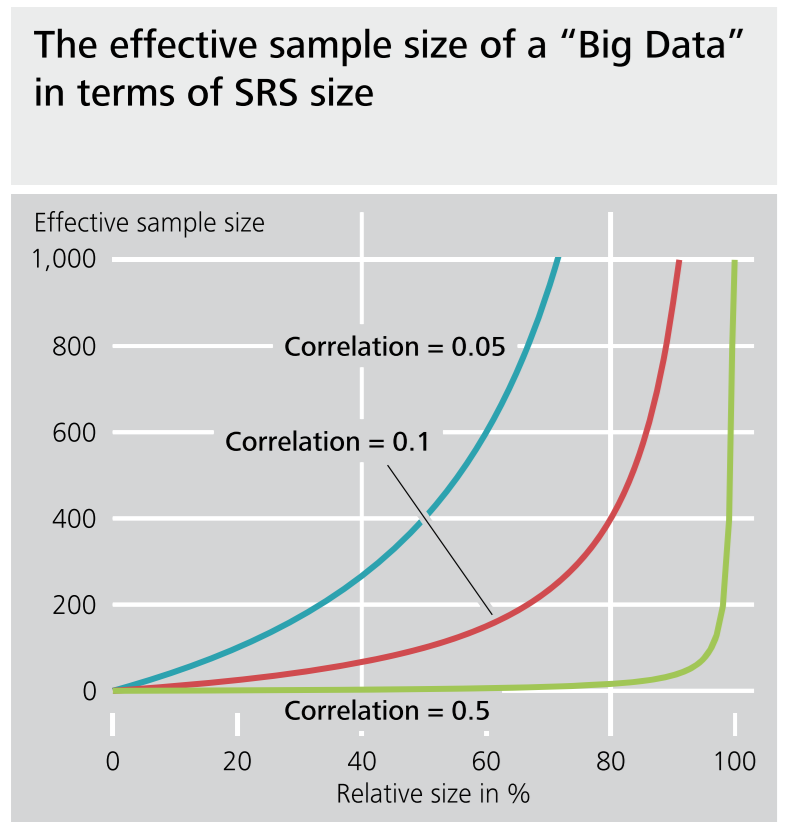 The effective sample size of a “Big Data”
in terms of SRS size
Effective sample size
1,000
800
Correlation = 0.05
600
Correlation = 0.1
400
200
0
Correlation = 0.5
0 20 40 60 80 100
Relative size in %